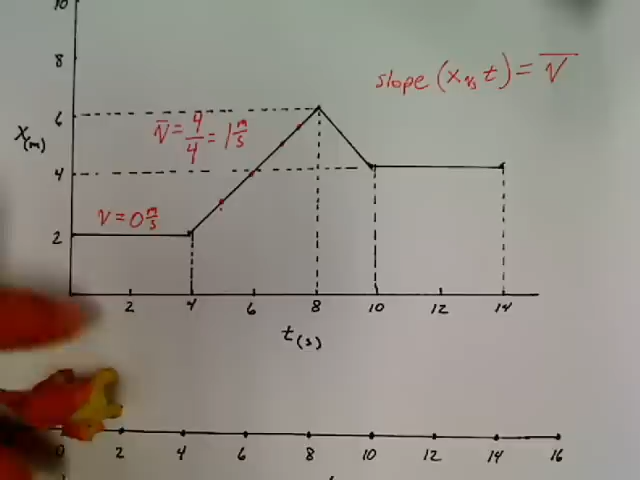 10
8
slope (x vs t) = V̅
6
V̅ = 4/4 = 1 m/s
X(m)
4
V = 0 m/s
2
2 4 6 8 10 12 14
t(s)
0 2 4 6 8 10 12 14 16